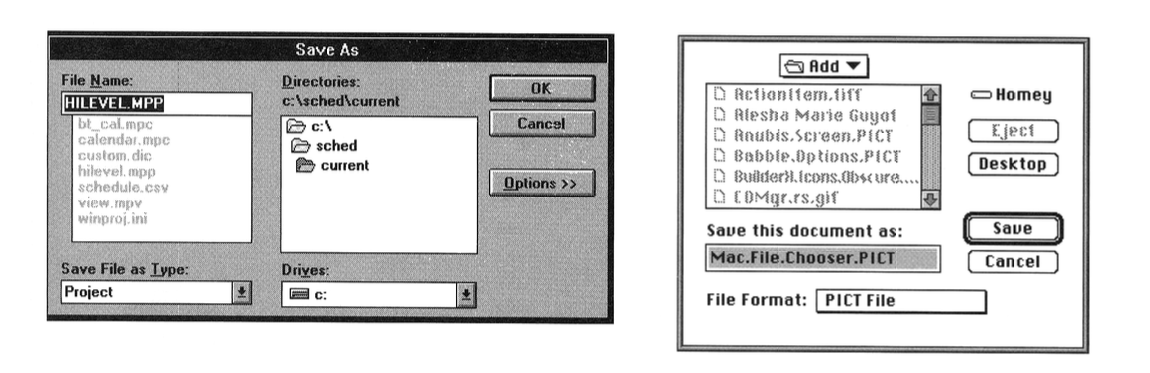 Save As
File Name:
HILEVEL.MPP
bt_cal.mpc
calendar.mpc
custom.dic
hilevel.mpp
schedule.csv
view.mpv
winproj.ini
Save File as Type:
Project
Directories:
c:\sched\current
c:\
sched
current
Drives:
c:
OK
Cancel
Options >>
Add
ActionItem.tiff
Alesha Marie Guyot
Anubis.Screen.PICT
Babble.Options.PICT
BuilderX.Icons.Obscure....
CDMgr.rs.gif
Save this document as:
Mac.File.Chooser.PICT
File Format: PICT File
Homey
Eject
Desktop
Save
Cancel